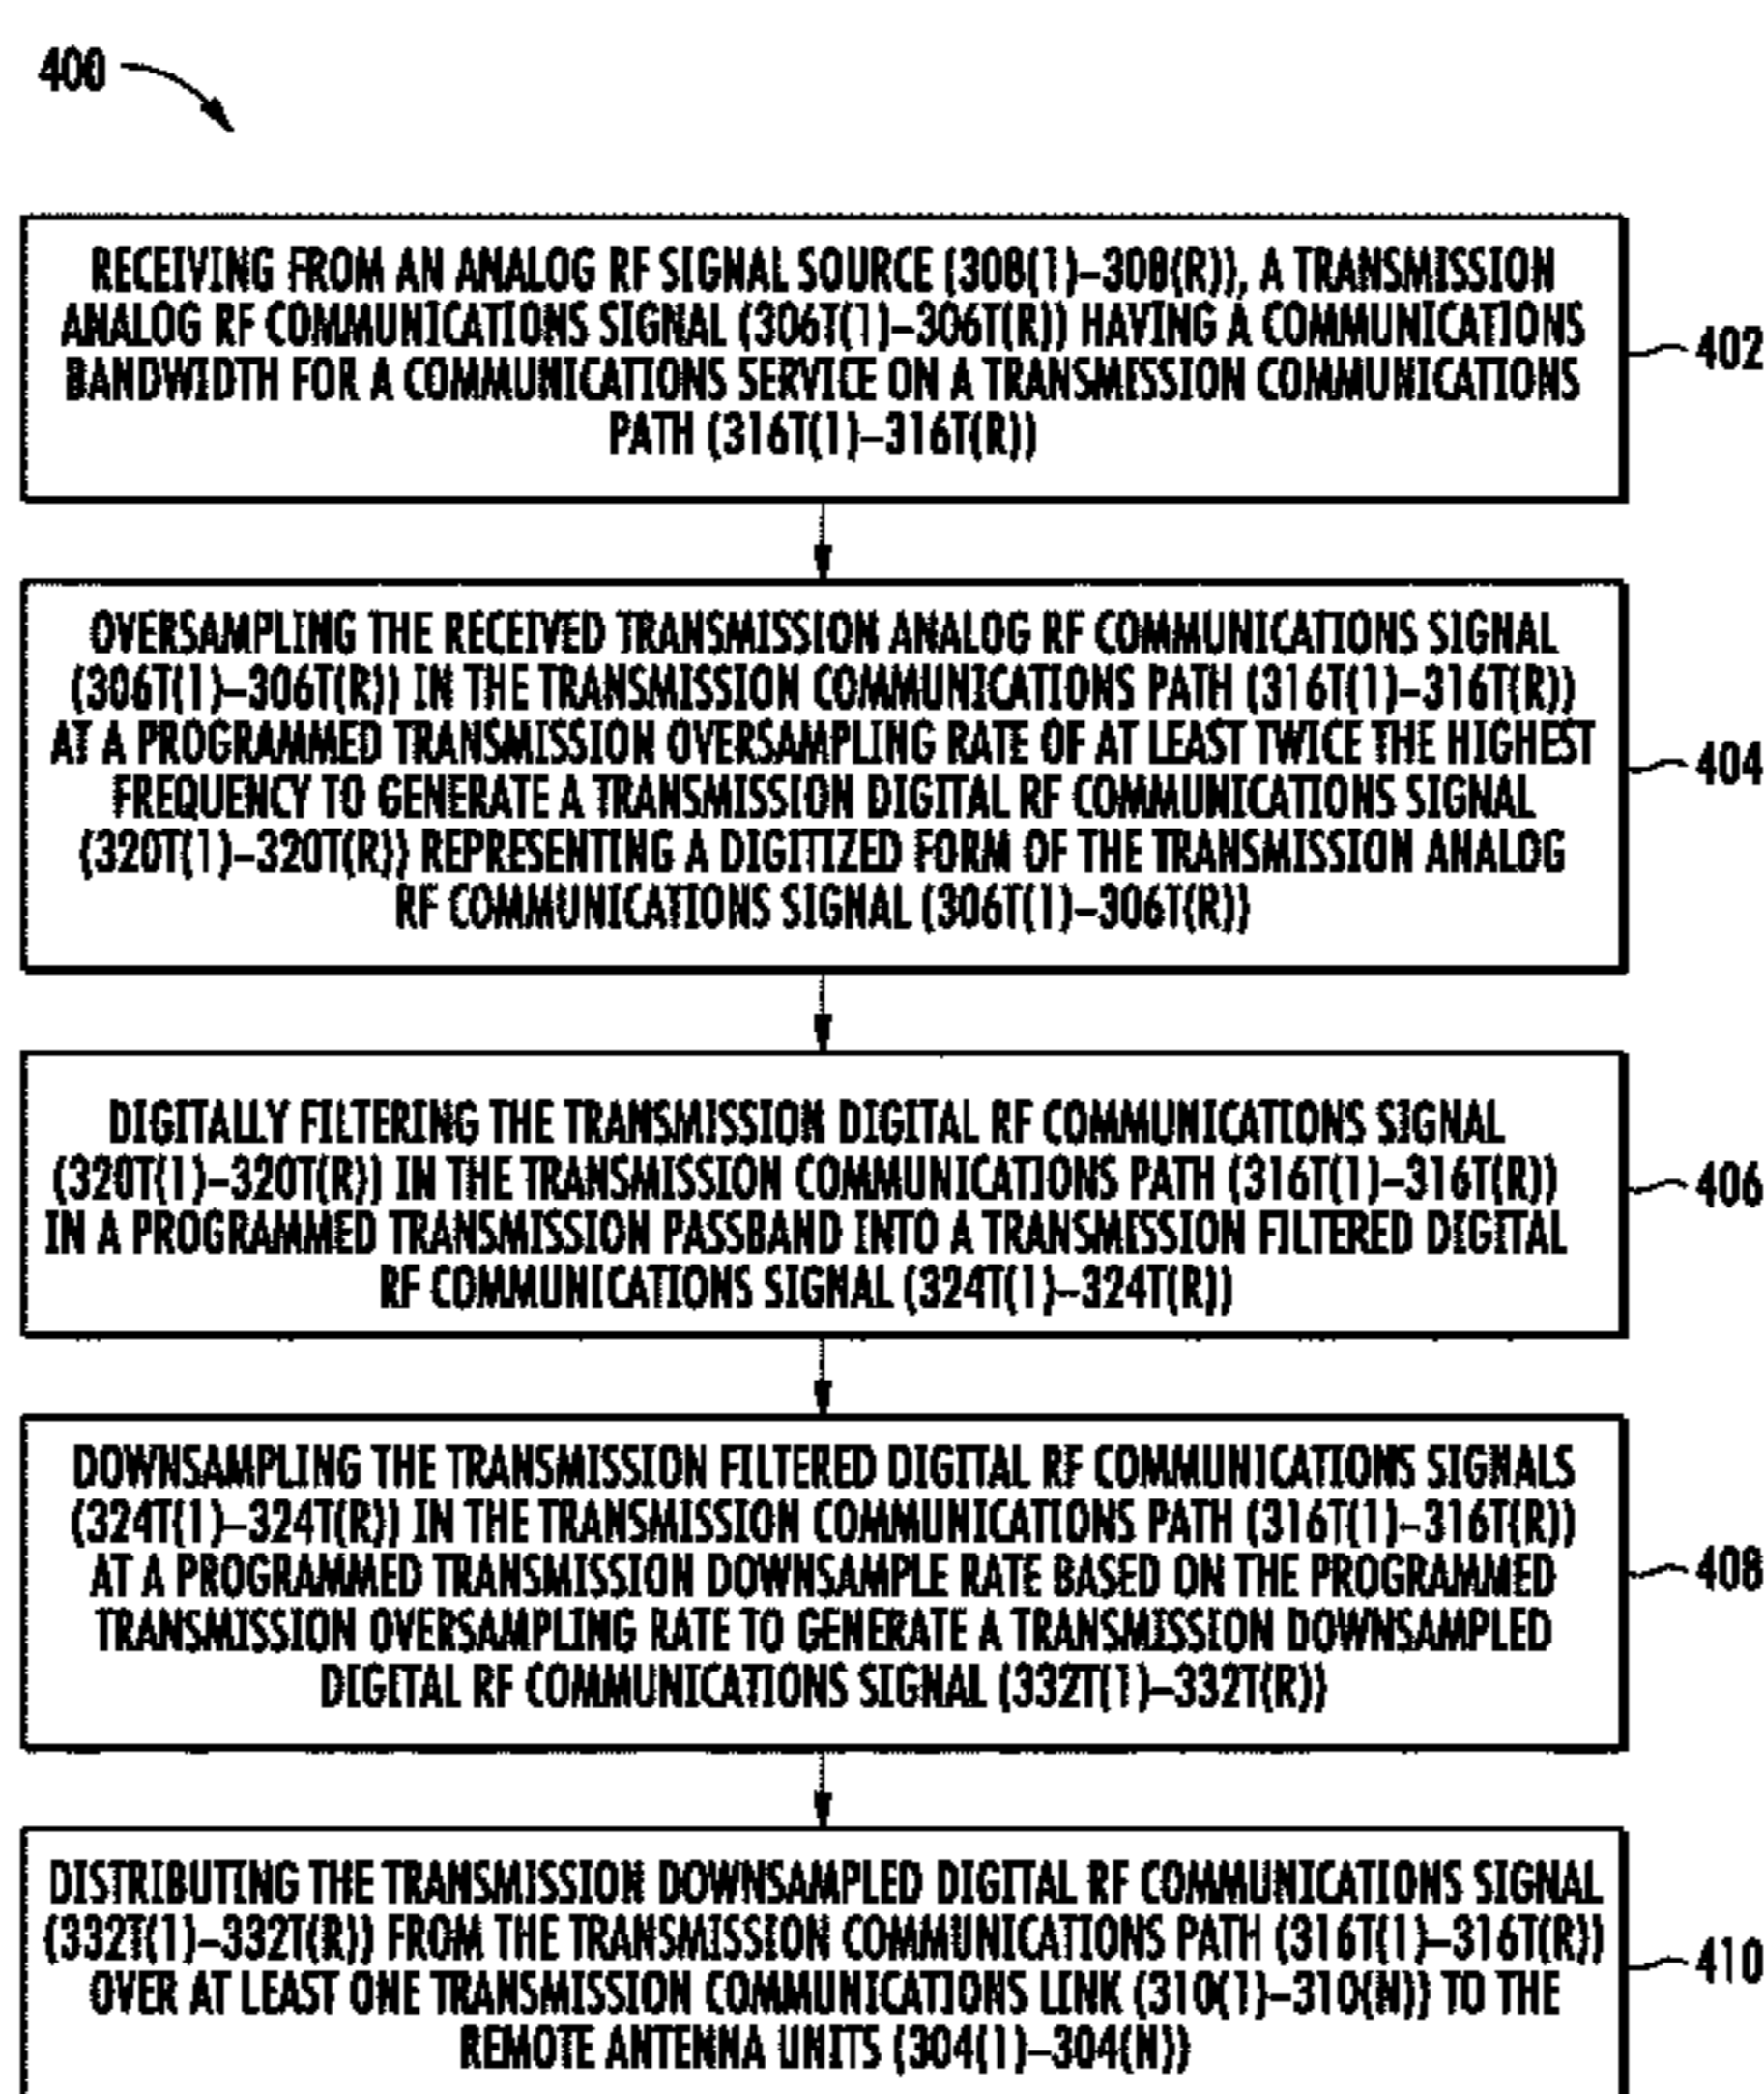 400
RECEIVING FROM AN ANALOG RF SIGNAL SOURCE (308(1)-308(R)), A TRANSMISSION
ANALOG RF COMMUNICATIONS SIGNAL (306T(1)-306T(R)) HAVING A COMMUNICATIONS
BANDWIDTH FOR A COMMUNICATIONS SERVICE ON A TRANSMISSION COMMUNICATIONS
PATH (316T(1)-316T(R))
402
OVERSAMPLING THE RECEIVED TRANSMISSION ANALOG RF COMMUNICATIONS SIGNAL
(306T(1)-306T(R)) IN THE TRANSMISSION COMMUNICATIONS PATH (316T(1)-316T(R))
AT A PROGRAMMED TRANSMISSION OVERSAMPLING RATE OF AT LEAST TWICE THE HIGHEST
FREQUENCY TO GENERATE A TRANSMISSION DIGITAL RF COMMUNICATIONS SIGNAL
(320T(1)-320T(R)) REPRESENTING A DIGITIZED FORM OF THE TRANSMISSION ANALOG
RF COMMUNICATIONS SIGNAL (306T(1)-306T(R))
404
DIGITALLY FILTERING THE TRANSMISSION DIGITAL RF COMMUNICATIONS SIGNAL
(320T(1)-320T(R)) IN THE TRANSMISSION COMMUNICATIONS PATH (316T(1)-316T(R))
IN A PROGRAMMED TRANSMISSION PASSBAND INTO A TRANSMISSION FILTERED DIGITAL
RF COMMUNICATIONS SIGNAL (324T(1)-324T(R))
406
DOWNSAMPLING THE TRANSMISSION FILTERED DIGITAL RF COMMUNICATIONS SIGNALS
(324T(1)-324T(R)) IN THE TRANSMISSION COMMUNICATIONS PATH (316T(1)-316T(R))
AT A PROGRAMMED TRANSMISSION DOWNSAMPLE RATE BASED ON THE PROGRAMMED
TRANSMISSION OVERSAMPLING RATE TO GENERATE A TRANSMISSION DOWNSAMPLED
DIGITAL RF COMMUNICATIONS SIGNAL (332T(1)-332T(R))
408
DISTRIBUTING THE TRANSMISSION DOWNSAMPLED DIGITAL RF COMMUNICATIONS SIGNAL
(332T(1)-332T(R)) FROM THE TRANSMISSION COMMUNICATIONS PATH (316T(1)-316T(R))
OVER AT LEAST ONE TRANSMISSION COMMUNICATIONS LINK (310(1)-310(N)) TO THE
REMOTE ANTENNA UNITS (304(1)-304(N))
410